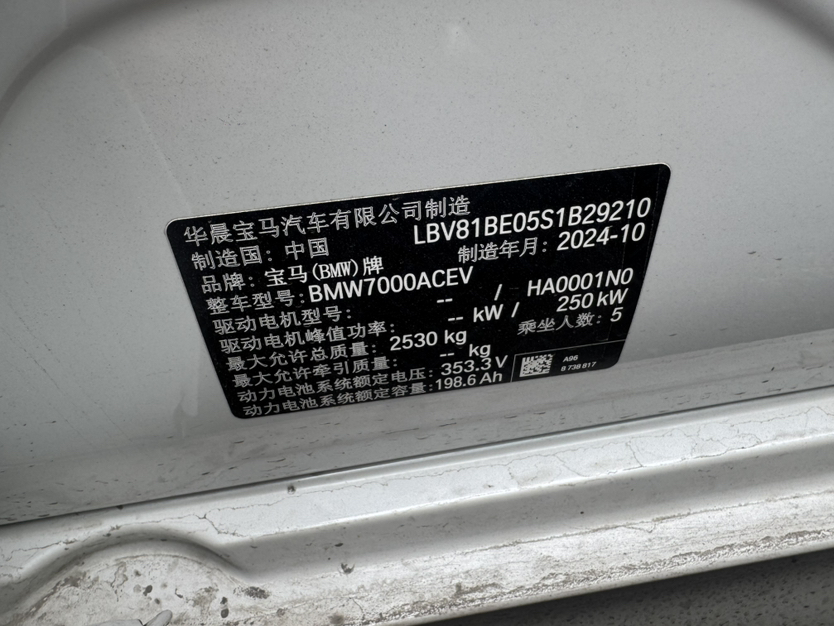 华晨宝马汽车有限公司制造
LBV81BE05S1B29210
制造国：中国 制造年月：2024-10
品牌：宝马(BMW)牌
整车型号：BMW7000ACEV
驱动电机型号： -- / HA0001N0
驱动电机峰值功率： -- kW / 250 kW
最大允许总质量： 2530 kg 乘坐人数：5
最大允许牵引质量： -- kg
动力电池系统额定电压：353.3 V
动力电池系统额定容量：198.6 Ah
A96
8 738 817